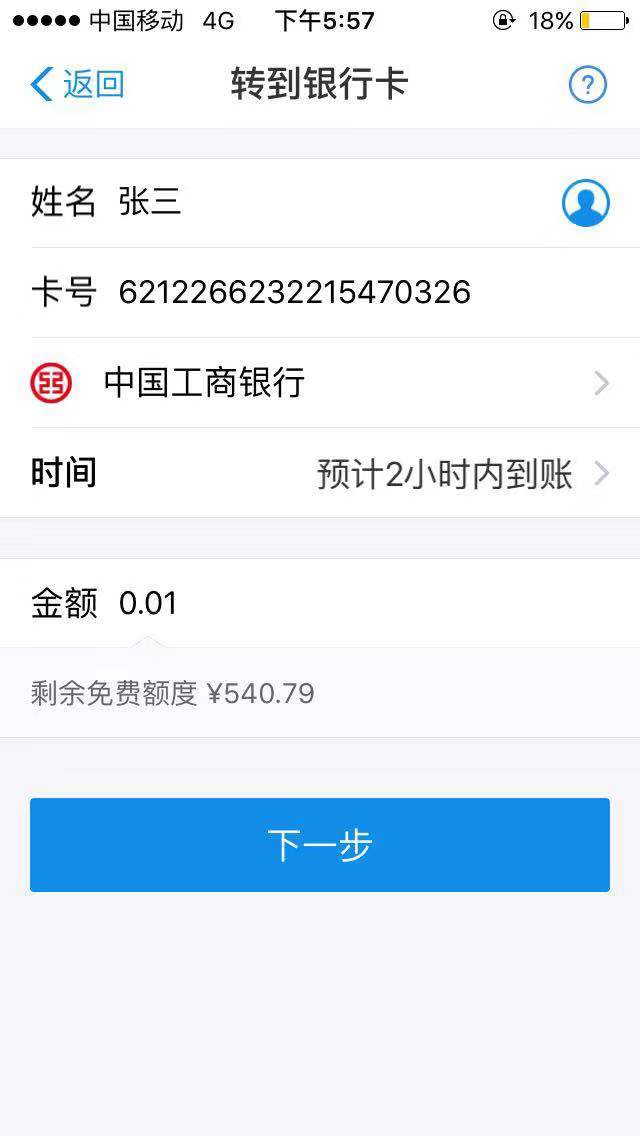 中国移动 4G 下午5:57 18%
返回 转到银行卡 ?
姓名 张三
卡号 6212266232215470326
中国工商银行
时间 预计2小时内到账
金额 0.01
剩余免费额度 ¥540.79
下一步